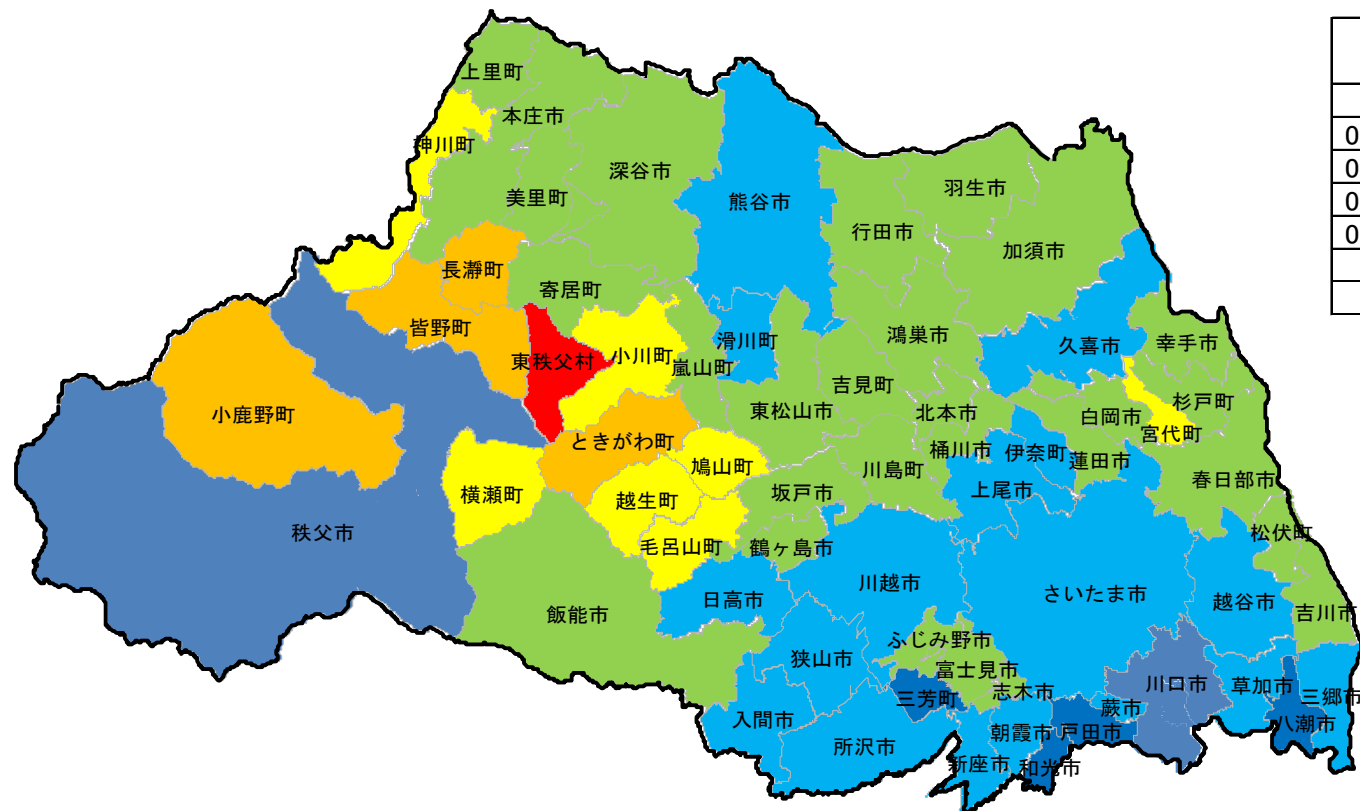 上里町
本庄市
神川町
深谷市
美里町
熊谷市
羽生市
行田市
加須市
長瀞町
寄居町
皆野町
東秩父村
小川町
嵐山町
滑川町
鴻巣市
久喜市
幸手市
吉見町
杉戸町
小鹿野町
東松山市
北本市
白岡市
宮代町
ときがわ町
桶川市
伊奈町
蓮田市
鳩山町
川島町
春日部市
横瀬町
越生町
坂戸市
上尾市
秩父市
毛呂山町
鶴ヶ島市
松伏町
川越市
さいたま市
越谷市
日高市
吉川市
飯能市
ふじみ野市
狭山市
富士見市
志木市
三芳町
川口市
草加市
三郷市
蕨市
入間市
所沢市
朝霞市
戸田市
八潮市
新座市
和光市
0
0
0
0